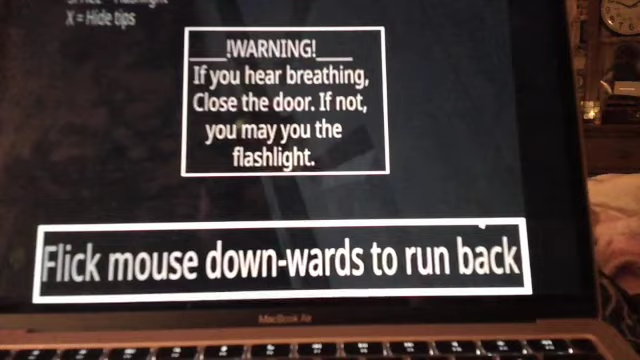 X = Hide tips
____!WARNING!____
If you hear breathing,
Close the door. If not,
you may you the
flashlight.
Flick mouse down-wards to run back
MacBook Air